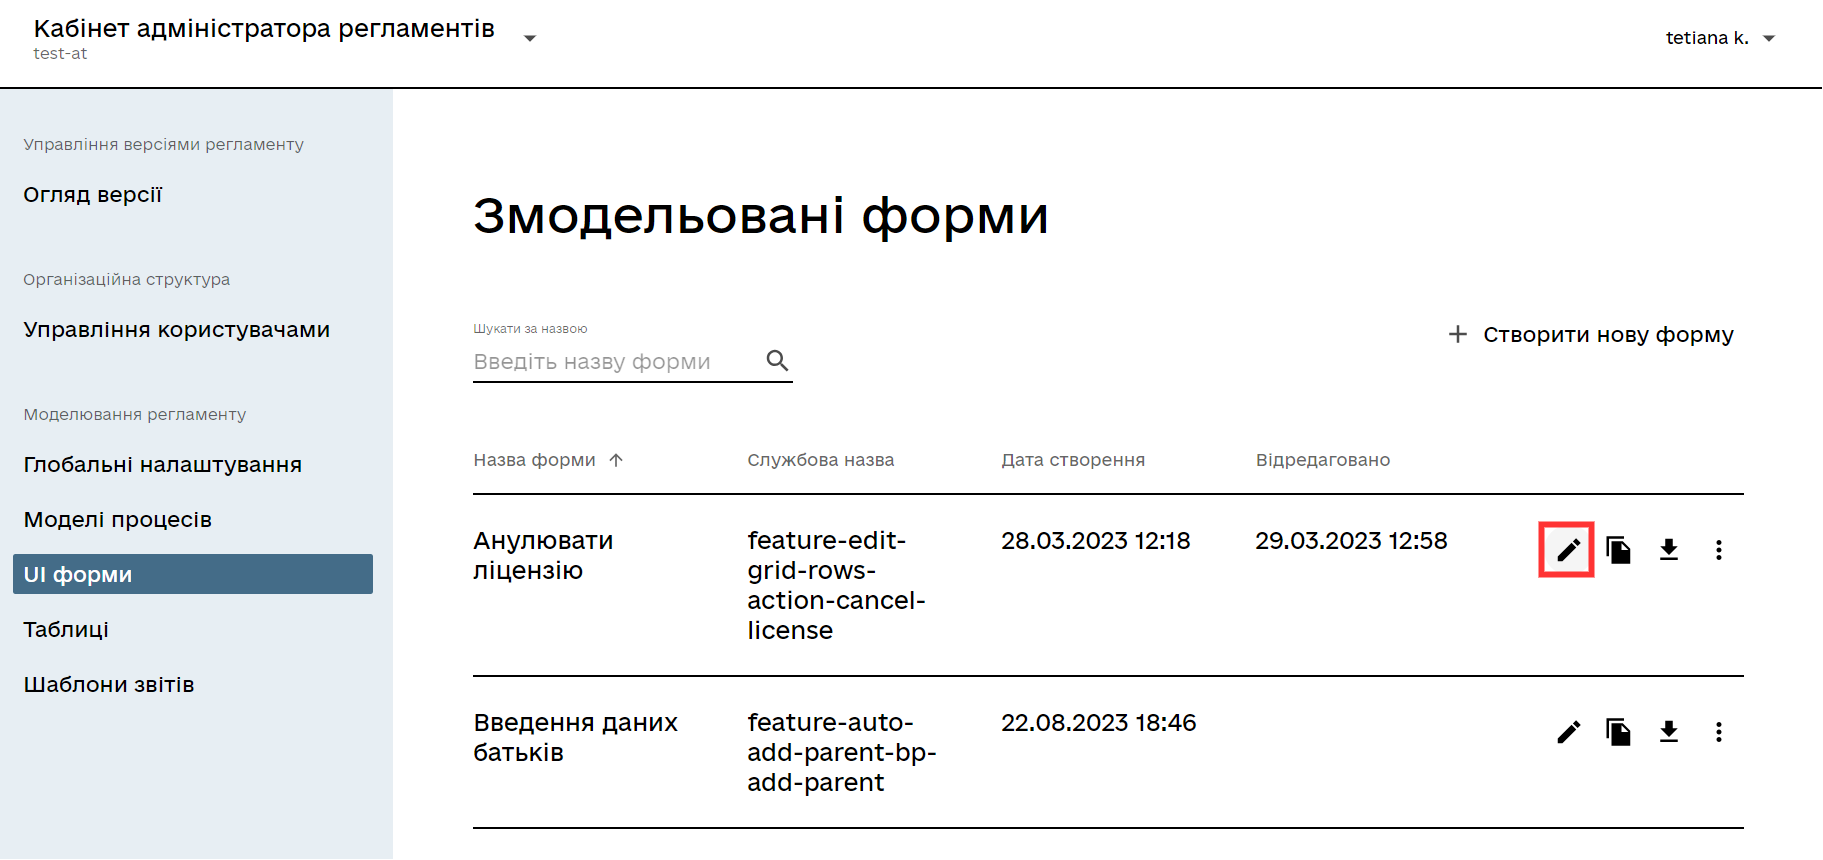 Кабінет адміністратора регламентів
test-at
tetiana k.
Управління версіями регламенту
Огляд версії
Організаційна структура
Управління користувачами
Моделювання регламенту
Глобальні налаштування
Моделі процесів
UI форми
Таблиці
Шаблони звітів
Змодельовані форми
Шукати за назвою
Введіть назву форми
Створити нову форму
Назва форми Службова назва Дата створення Відредаговано
Анулювати feature-edit- 28.03.2023 12:18 29.03.2023 12:58
ліцензію grid-rows-
action-cancel-
license
Введення даних feature-auto- 22.08.2023 18:46
батьків add-parent-bp-
add-parent